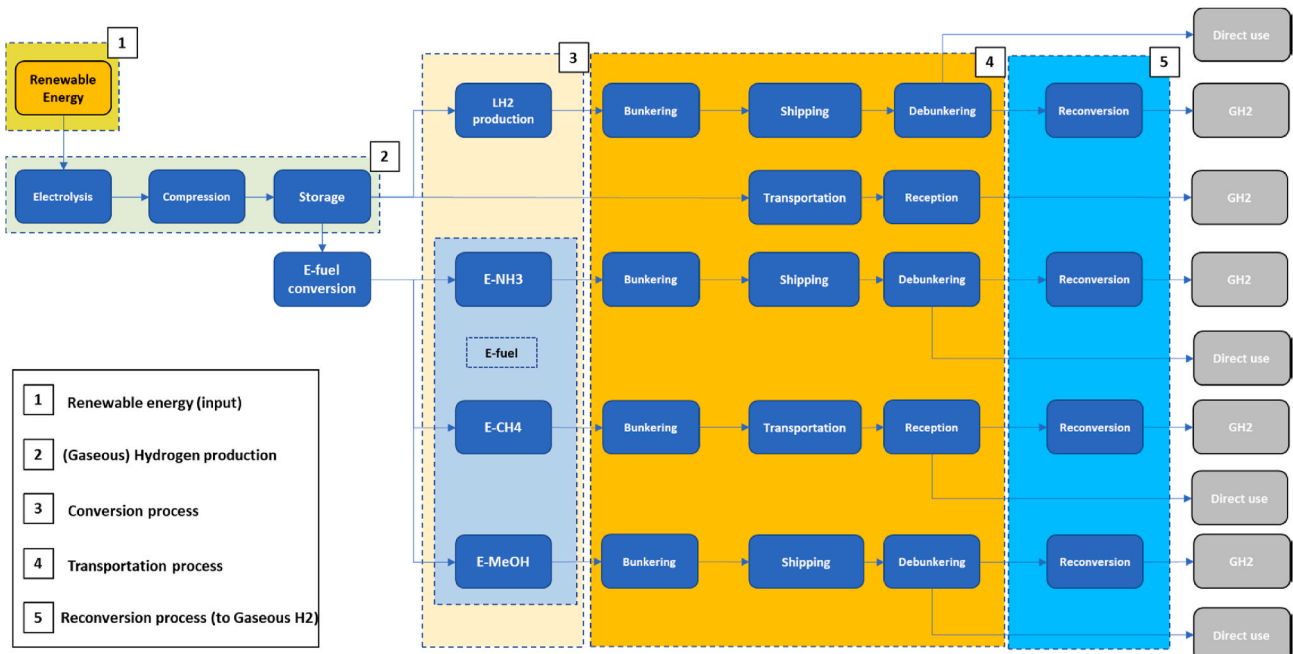 1
Renewable
Energy
2
Electrolysis
Compression
Storage
E-fuel
conversion
3
LH2
production
E-NH3
E-fuel
E-CH4
E-MeOH
4
Bunkering
Shipping
Debunkering
Transportation
Reception
Bunkering
Shipping
Debunkering
Bunkering
Transportation
Reception
Bunkering
Shipping
Debunkering
5
Reconversion
Reconversion
Reconversion
Reconversion
Direct use
GH2
GH2
GH2
Direct use
GH2
Direct use
GH2
Direct use
1 Renewable energy (input)
2 (Gaseous) Hydrogen production
3 Conversion process
4 Transportation process
5 Reconversion process (to Gaseous H2)